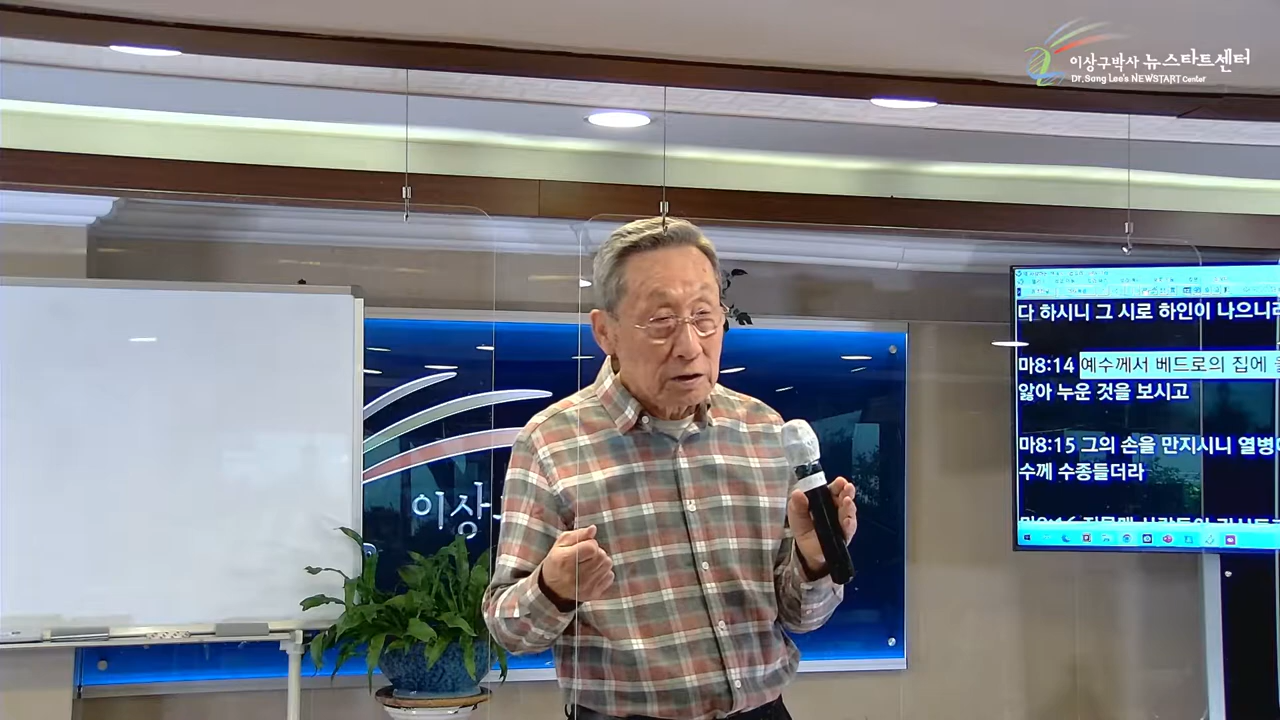 이상구박사 뉴스타트센터
Dr. Sang Lee's NEWSTART Center
다 하시니 그 시로 하인이 나으니라
마8:14 예수께서 베드로의 집에
앓아 누운 것을 보시고
마8:15 그의 손을 만지시니 열병이
수께 수종들더라
이상